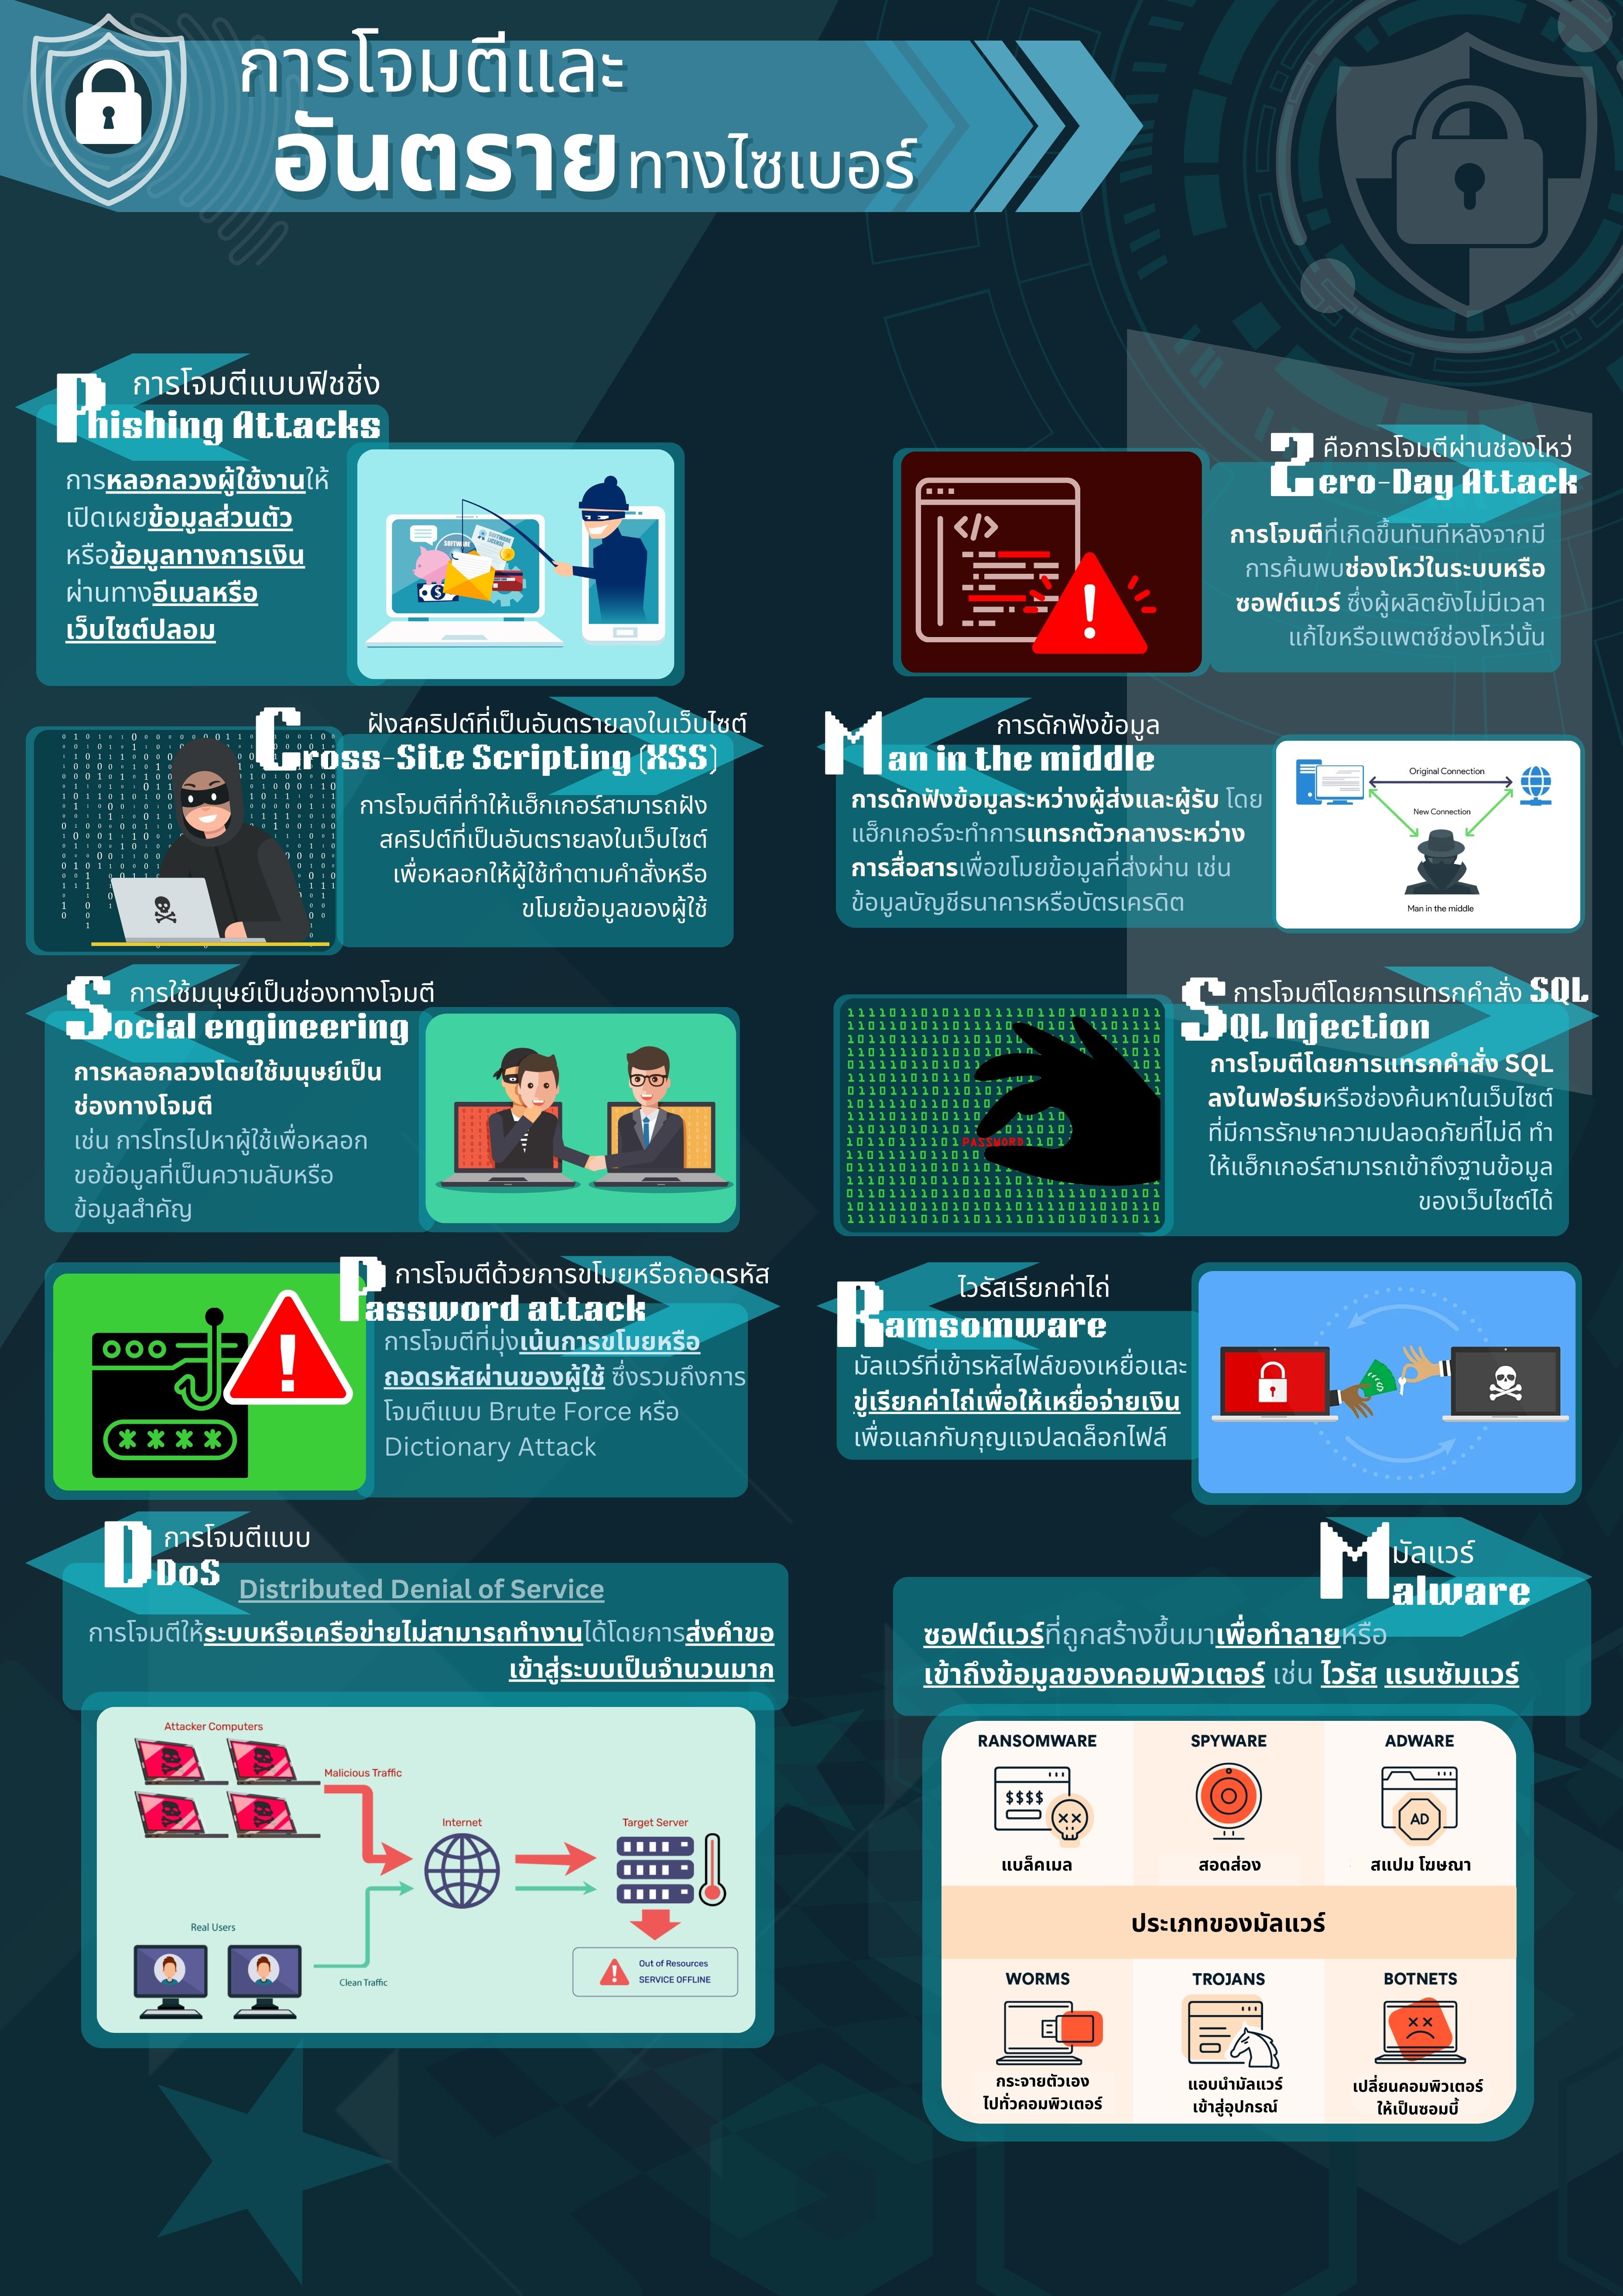 การโจมตีและ
อันตรายทางไซเบอร์
การโจมตีแบบฟิชชิ่ง
Phishing Attacks
การหลอกลวงผู้ใช้งานให้
เปิดเผยข้อมูลส่วนตัว
หรือข้อมูลทางการเงิน
ผ่านทางอีเมลหรือ
เว็บไซต์ปลอม
SOFTWARE
SOFTWARE
LICENSE
คือการโจมตีผ่านช่องโหว่
Zero-Day Attack
การโจมตีที่เกิดขึ้นทันทีหลังจากมี
การค้นพบช่องโหว่ในระบบหรือ
ซอฟต์แวร์ ซึ่งผู้ผลิตยังไม่มีเวลา
แก้ไขหรือแพตช์ช่องโหว่นั้น
ฝังสคริปต์ที่เป็นอันตรายลงในเว็บไซต์
Cross-Site Scripting (XSS)
การโจมตีที่ทำให้แฮ็กเกอร์สามารถฝัง
สคริปต์ที่เป็นอันตรายลงในเว็บไซต์
เพื่อหลอกให้ผู้ใช้ทำตามคำสั่งหรือ
ขโมยข้อมูลของผู้ใช้
การดักฟังข้อมูล
Man in the middle
การดักฟังข้อมูลระหว่างผู้ส่งและผู้รับ โดย
แฮ็กเกอร์จะทำการแทรกตัวกลางระหว่าง
การสื่อสารเพื่อขโมยข้อมูลที่ส่งผ่าน เช่น
ข้อมูลบัญชีธนาคารหรือบัตรเครดิต
Original Connection
New Connection
Man in the middle
การใช้มนุษย์เป็นช่องทางโจมตี
Social engineering
การหลอกลวงโดยใช้มนุษย์เป็น
ช่องทางโจมตี
เช่น การโทรไปหาผู้ใช้เพื่อหลอก
ขอข้อมูลที่เป็นความลับหรือ
ข้อมูลสำคัญ
PASSWORD
การโจมตีโดยการแทรกคำสั่ง SQL
SQL Injection
การโจมตีโดยการแทรกคำสั่ง SQL
ลงในฟอร์มหรือช่องค้นหาในเว็บไซต์
ที่มีการรักษาความปลอดภัยที่ไม่ดี ทำ
ให้แฮ็กเกอร์สามารถเข้าถึงฐานข้อมูล
ของเว็บไซต์ได้
การโจมตีด้วยการขโมยหรือถอดรหัส
Password attack
การโจมตีที่มุ่งเน้นการขโมยหรือ
ถอดรหัสผ่านของผู้ใช้ ซึ่งรวมถึงการ
โจมตีแบบ Brute Force หรือ
Dictionary Attack
ไวรัสเรียกค่าไถ่
Ramsomware
มัลแวร์ที่เข้ารหัสไฟล์ของเหยื่อและ
ขู่เรียกค่าไถ่เพื่อให้เหยื่อจ่ายเงิน
เพื่อแลกกับกุญแจปลดล็อกไฟล์
การโจมตีแบบ
DDoS
Distributed Denial of Service
การโจมตีให้ระบบหรือเครือข่ายไม่สามารถทำงานได้โดยการส่งคำขอ
เข้าสู่ระบบเป็นจำนวนมาก
Attacker Computers
Malicious Traffic
Internet
Target Server
Real Users
Clean Traffic
Out of Resources
SERVICE OFFLINE
มัลแวร์
Malware
ซอฟต์แวร์ที่ถูกสร้างขึ้นมาเพื่อทำลายหรือ
เข้าถึงข้อมูลของคอมพิวเตอร์ เช่น ไวรัส แรนซัมแวร์
RANSOMWARE
$$$$
แบล็คเมล
SPYWARE
สอดส่อง
ADWARE
AD
สแปม โฆษณา
ประเภทของมัลแวร์
WORMS
กระจายตัวเอง
ไปทั่วคอมพิวเตอร์
TROJANS
แอบนำมัลแวร์
เข้าสู่อุปกรณ์
BOTNETS
เปลี่ยนคอมพิวเตอร์
ให้เป็นซอมบี้